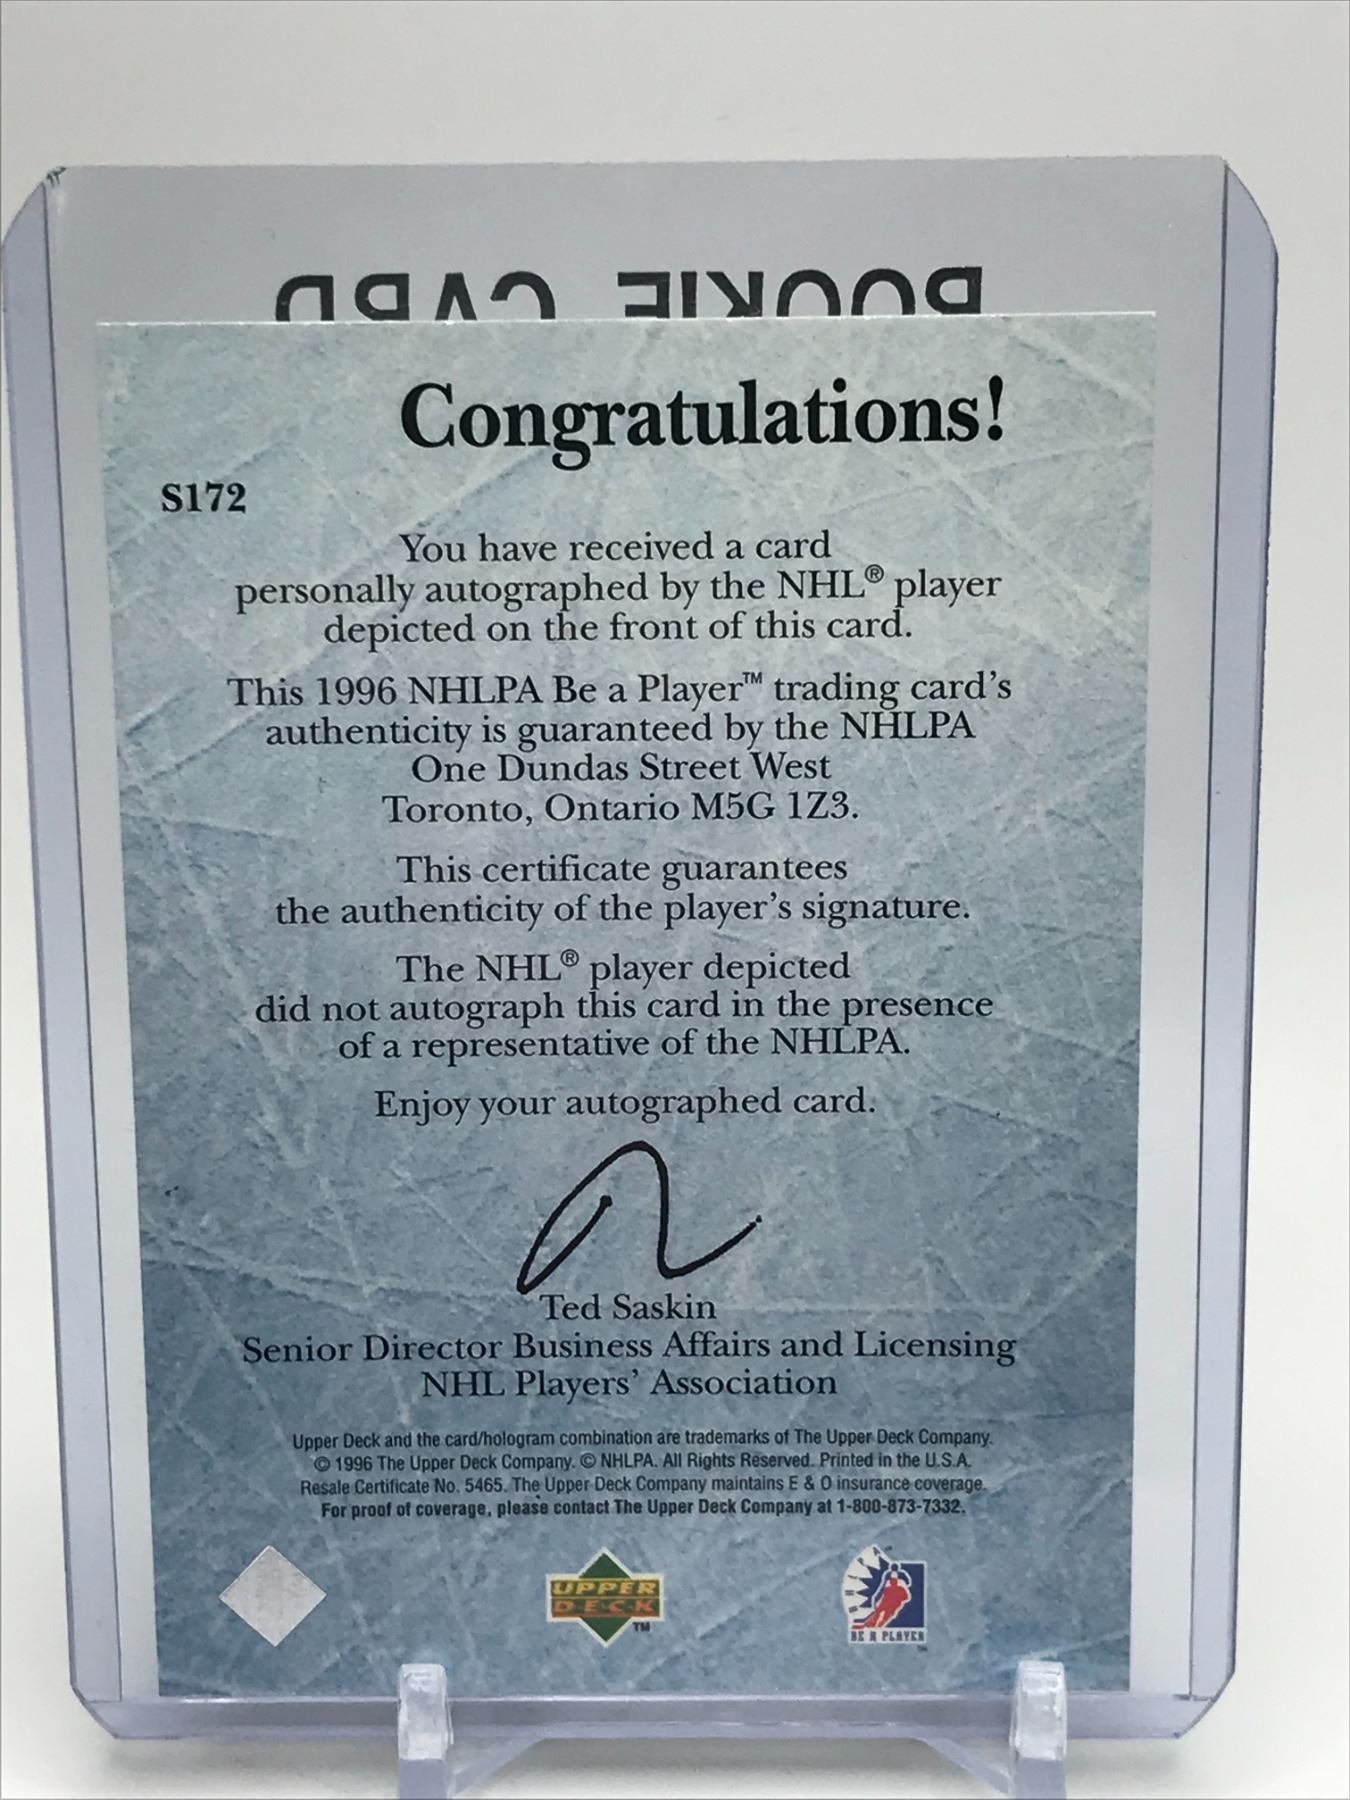 ROOKIE CARD
Congratulations!
S172
You have received a card
personally autographed by the NHL® player
depicted on the front of this card.
This 1996 NHLPA Be a Player™ trading card's
authenticity is guaranteed by the NHLPA
One Dundas Street West
Toronto, Ontario M5G 1Z3.
This certificate guarantees
the authenticity of the player's signature.
The NHL® player depicted
did not autograph this card in the presence
of a representative of the NHLPA.
Enjoy your autographed card.
Ted Saskin
Senior Director Business Affairs and Licensing
NHL Players' Association
Upper Deck and the card/hologram combination are trademarks of The Upper Deck Company.
© 1996 The Upper Deck Company. © NHLPA. All Rights Reserved. Printed in the U.S.A.
Resale Certificate No. 5465. The Upper Deck Company maintains E & O insurance coverage.
For proof of coverage, please contact The Upper Deck Company at 1-800-873-7332.
UPPER
DECK
TM
NHLPA
BE A PLAYER